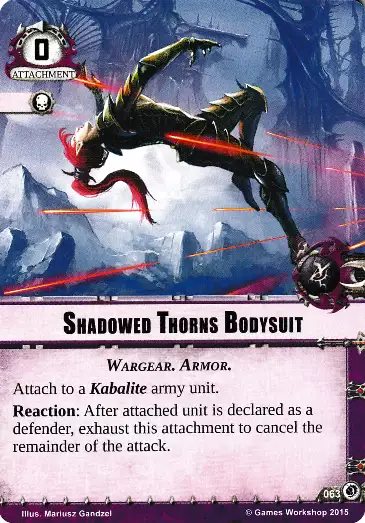 0
ATTACHMENT
SHADOWED THORNS BODYSUIT
WARGEAR. ARMOR.
Attach to a Kabalite army unit.
Reaction: After attached unit is declared as a
defender, exhaust this attachment to cancel the
remainder of the attack.
063
Illus. Mariusz Gandzel
© Games Workshop 2015